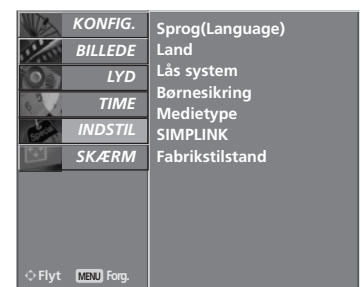 KONFIG.
BILLEDE
LYD
TIME
INDSTIL
SKÆRM
Sprog(Language)
Land
Lås system
Børnesikring
Medietype
SIMPLINK
Fabrikstilstand
Flyt MENU Forg.